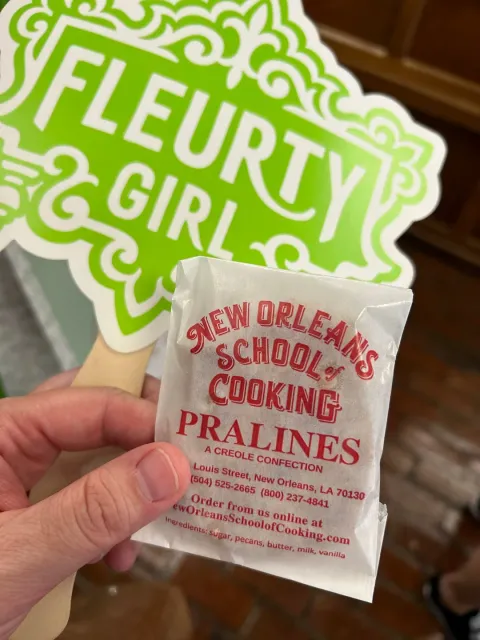 FLEURTY
GIRL
NEW ORLEANS
SCHOOL of
COOKING
PRALINES
A CREOLE CONFECTION
Louis Street, New Orleans, LA 70130
(504) 525-2665 (800) 237-4841
Order from us online at
ewOrleansSchoolofCooking.com
Ingredients: sugar, pecans, butter, milk, vanilla